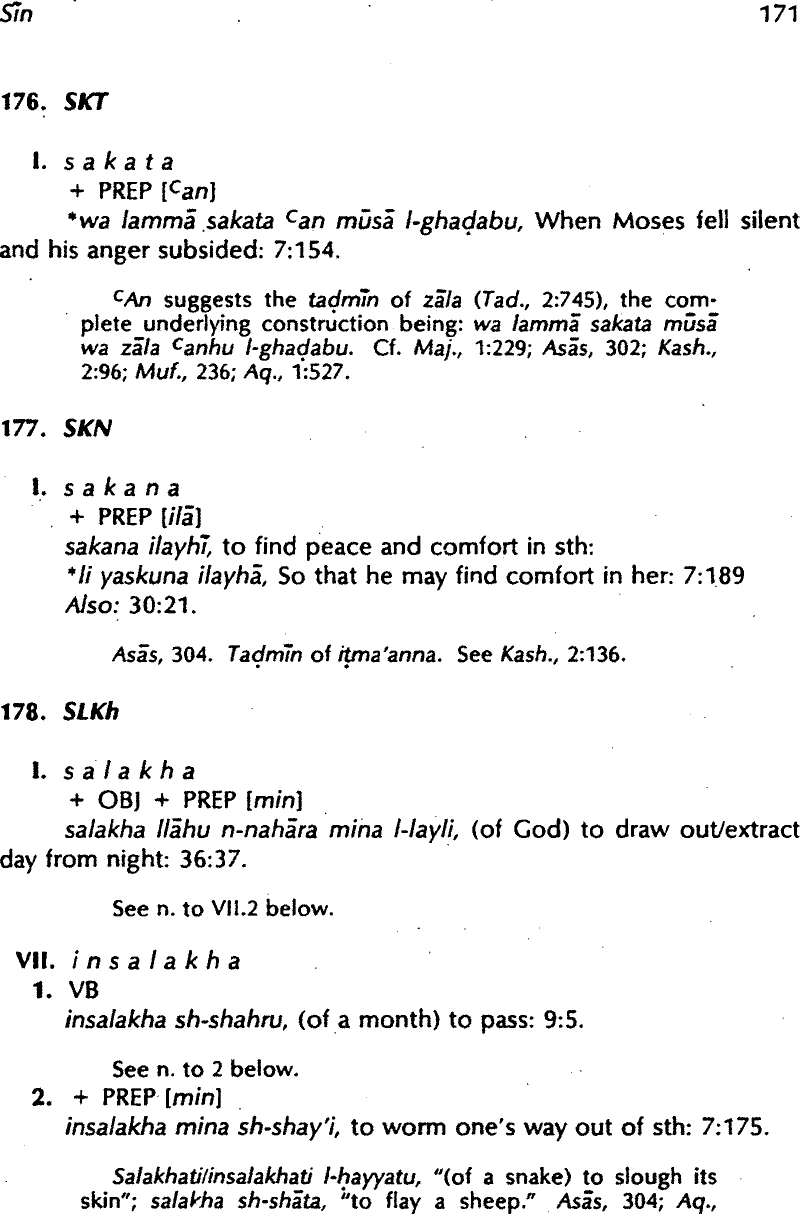 Sīn 171
176. SKT
I. s a k a t a
+ PREP [ᶜan]
*wa lammā sakata ᶜan mūsā l-ghaḍabu, When Moses fell silent
and his anger subsided: 7:154.
ᶜAn suggests the taḍmīn of zāla (Tad., 2:745), the com-
plete underlying construction being: wa lammā sakata mūsā
wa zāla ᶜanhu l-ghaḍabu. Cf. Maj., 1:229; Asās, 302; Kash.,
2:96; Muf., 236; Aq., 1:527.
177. SKN
I. s a k a n a
+ PREP [ilā]
sakana ilayhī, to find peace and comfort in sth:
*li yaskuna ilayhā, So that he may find comfort in her: 7:189
Also: 30:21.
Asās, 304. Taḍmīn of iṭma'anna. See Kash., 2:136.
178. SLKh
I. s a l a k h a
+ OBJ + PREP [min]
salakha llāhu n-nahāra mina l-layli, (of God) to draw out/extract
day from night: 36:37.
See n. to VII.2 below.
VII. i n s a l a k h a
1. VB
insalakha sh-shahru, (of a month) to pass: 9:5.
See n. to 2 below.
2. + PREP [min]
insalakha mina sh-shay'i, to worm one's way out of sth: 7:175.
Salakhati/insalakhati l-ḥayyatu, "(of a snake) to slough its
skin"; salakha sh-shāta, "to flay a sheep." Asās, 304; Aq.,